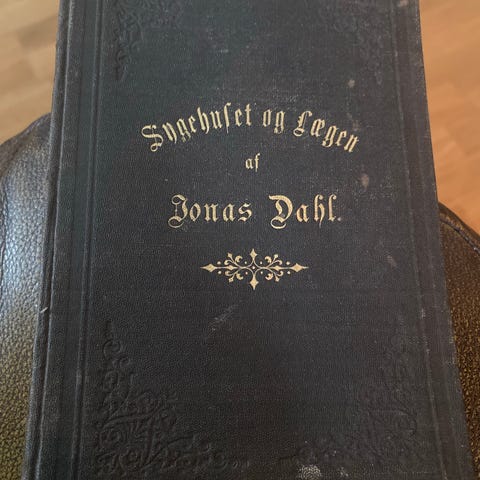 Sygehuset og Lægen
af
Jonas Dahl.